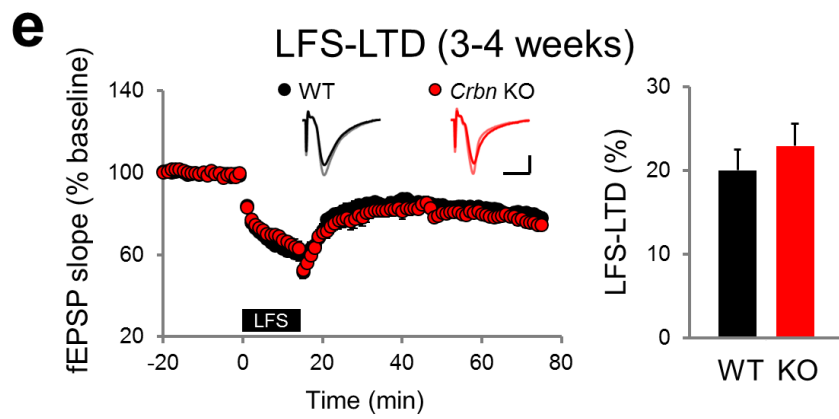 e
LFS-LTD (3-4 weeks)
fEPSP slope (% baseline)
140
100
60
20
WT
Crbn KO
LFS
-20
0
20
40
60
80
Time (min)
LFS-LTD (%)
30
20
10
0
WT
KO